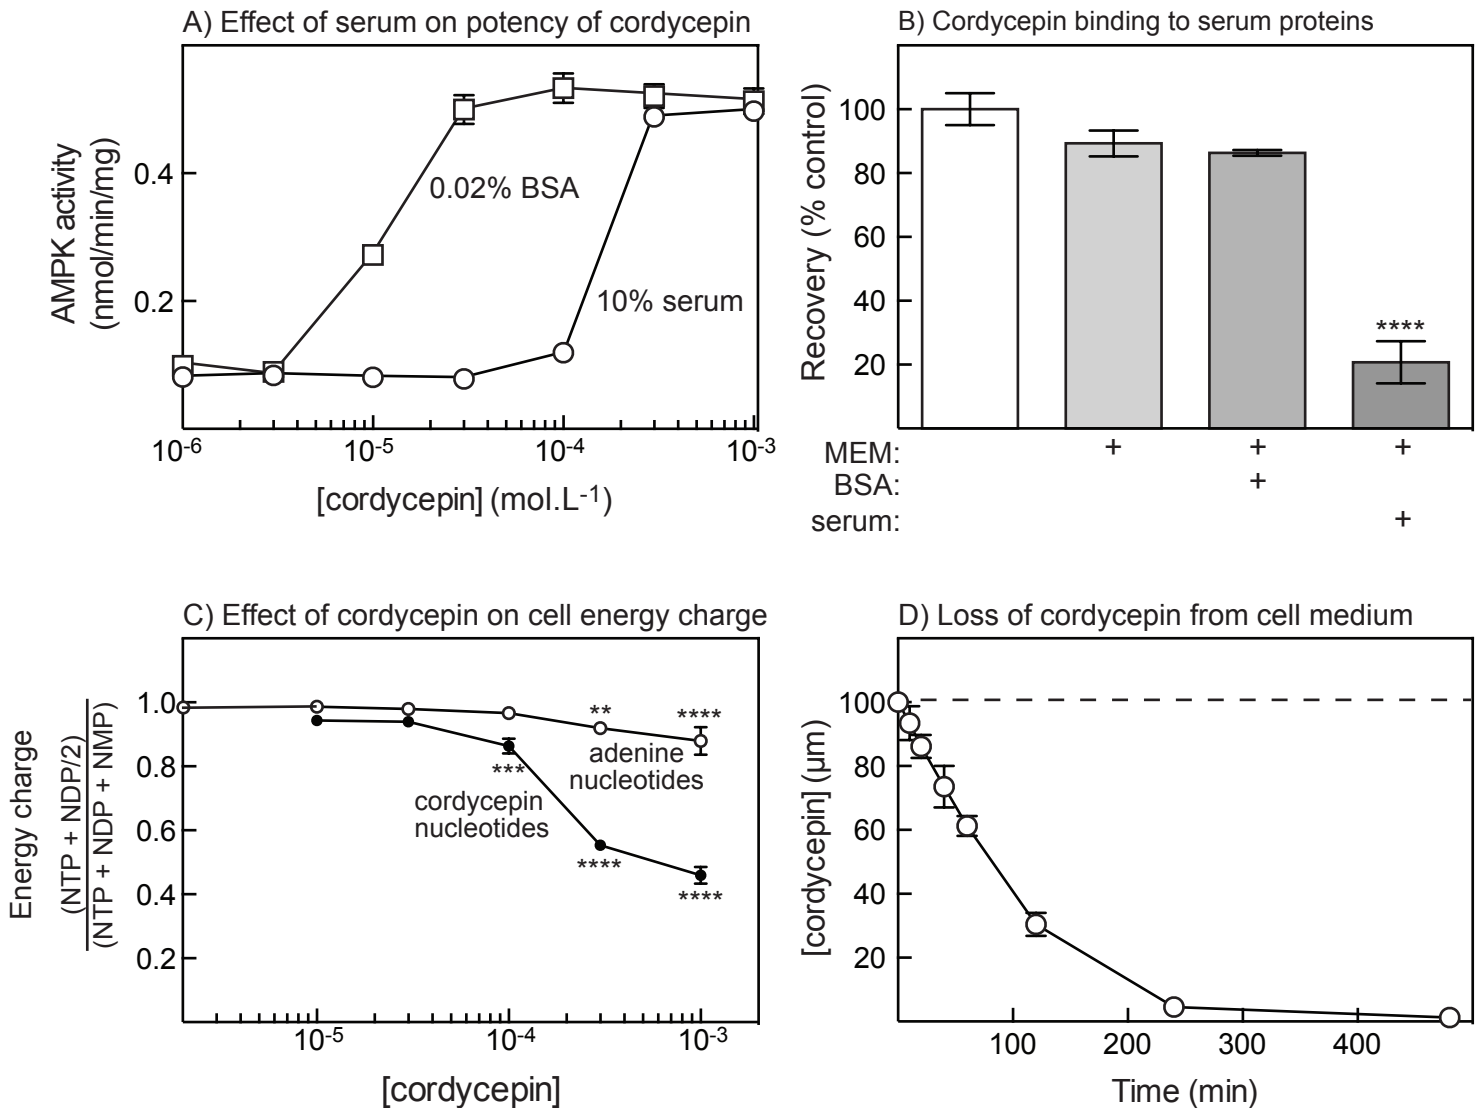 A) Effect of serum on potency of cordycepin
AMPK activity
(nmol/min/mg)
0.4
0.2
0.02% BSA
10% serum
10-6
10-5
10-4
10-3
[cordycepin] (mol.L-1)
B) Cordycepin binding to serum proteins
Recovery (% control)
100
80
60
40
20
****
MEM: + + +
BSA: +
serum: +
C) Effect of cordycepin on cell energy charge
Energy charge
(NTP + NDP/2)
(NTP + NDP + NMP)
1.0
0.8
0.6
0.4
0.2
** ****
adenine
nucleotides
***
cordycepin
nucleotides
****
****
10-5
10-4
10-3
[cordycepin]
D) Loss of cordycepin from cell medium
[cordycepin] (µm)
100
80
60
40
20
100
200
300
400
Time (min)